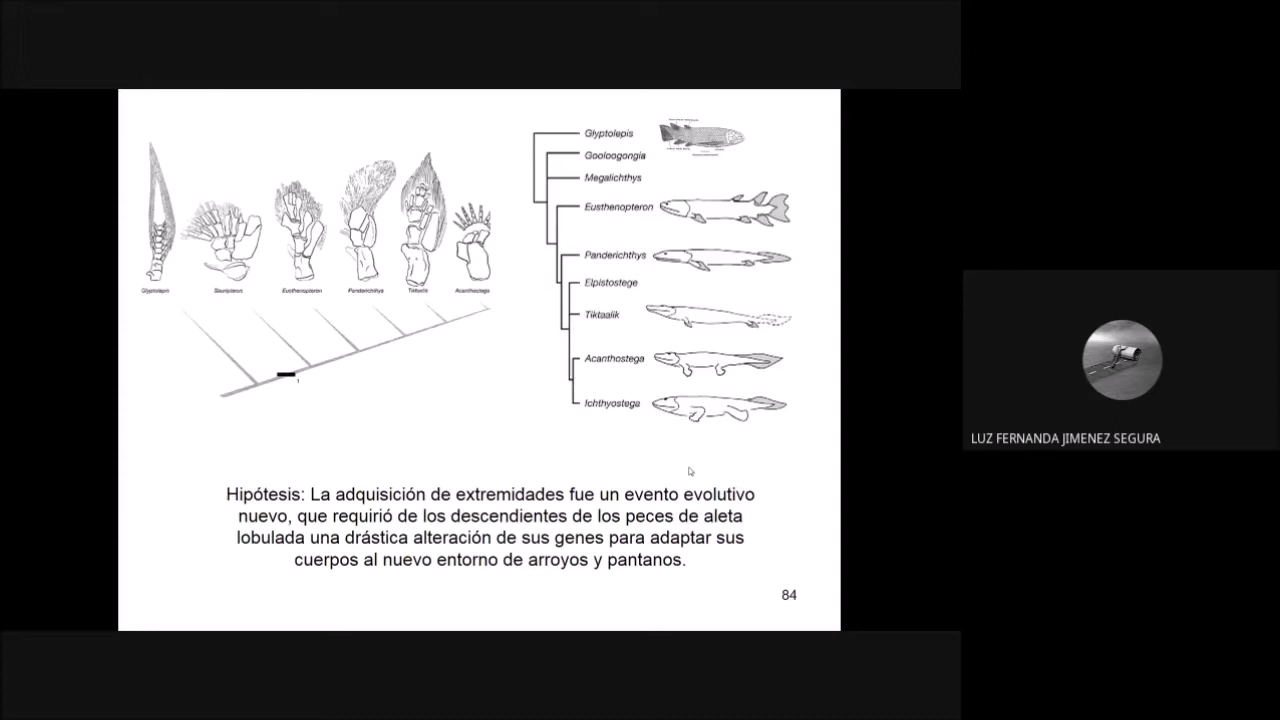 Glyptolepis
Sauripterus
Eusthenopteron
Panderichthys
Tiktaalik
Acanthostega
1
Glyptolepis
Gooloogongia
Megalichthys
Eusthenopteron
Panderichthys
Elpistostege
Tiktaalik
Acanthostega
Ichthyostega
Hipótesis: La adquisición de extremidades fue un evento evolutivo
nuevo, que requirió de los descendientes de los peces de aleta
lobulada una drástica alteración de sus genes para adaptar sus
cuerpos al nuevo entorno de arroyos y pantanos.
84
LUZ FERNANDA JIMENEZ SEGURA